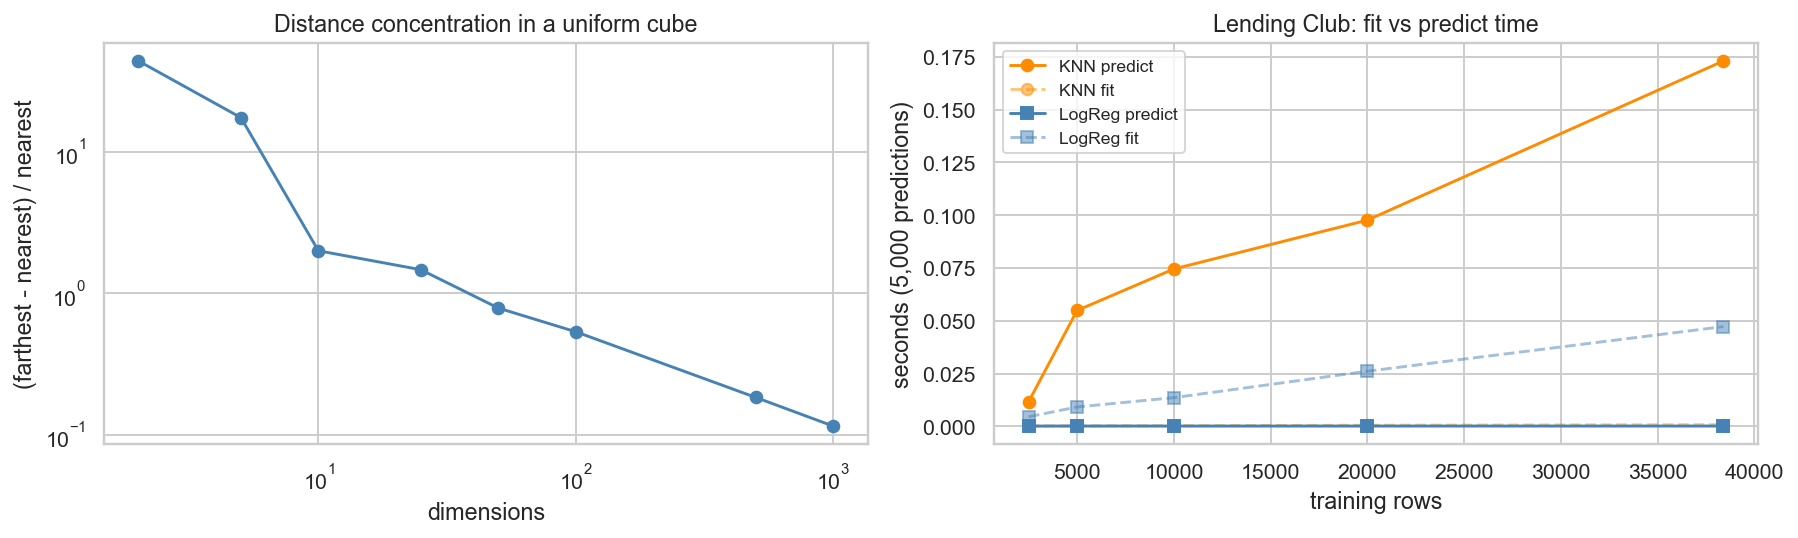 Distance concentration in a uniform cube
(farthest - nearest) / nearest
10^1
10^0
10^-1
10^1
10^2
10^3
dimensions
Lending Club: fit vs predict time
seconds (5,000 predictions)
0.175
0.150
0.125
0.100
0.075
0.050
0.025
0.000
KNN predict
KNN fit
LogReg predict
LogReg fit
5000
10000
15000
20000
25000
30000
35000
40000
training rows